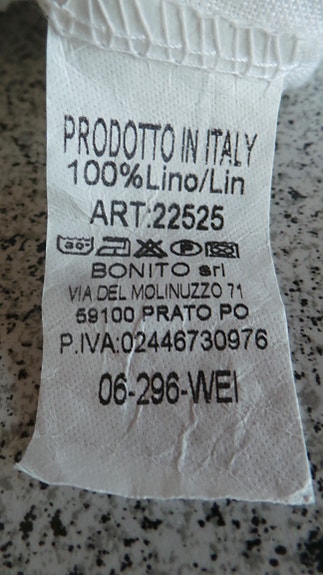 PRODOTTO IN ITALY
100%Lino/Lin
ART:22525
BONITO srl
VIA DEL MOLINUZZO 71
59100 PRATO PO
P.IVA:02446730976
06-296-WEI